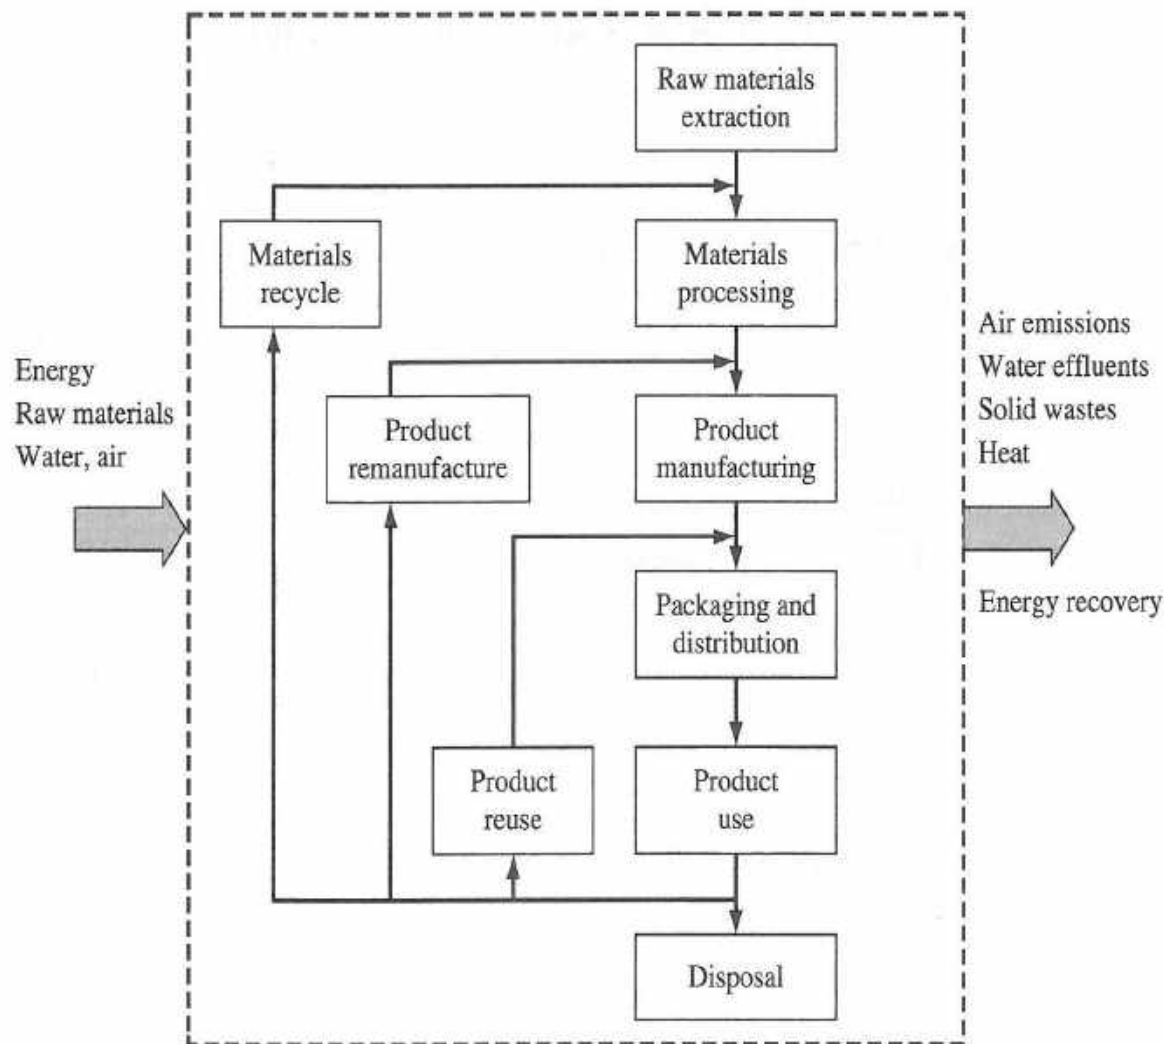 Raw materials
extraction
Materials
recycle
Materials
processing
Energy
Raw materials
Water, air
Product
remanufacture
Product
manufacturing
Air emissions
Water effluents
Solid wastes
Heat
Packaging and
distribution
Energy recovery
Product
reuse
Product
use
Disposal